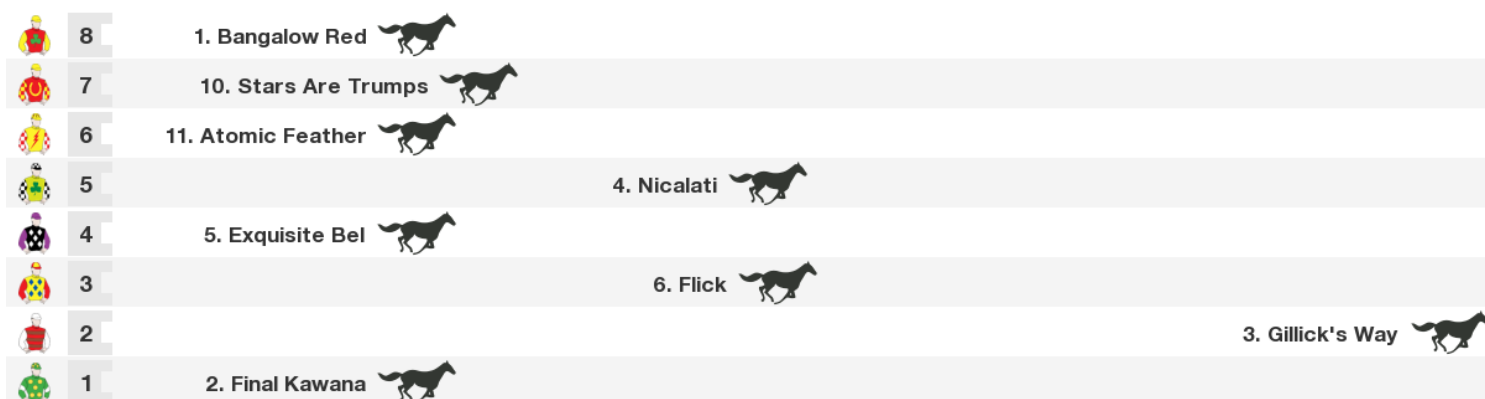 8 1. Bangalow Red
7 10. Stars Are Trumps
6 11. Atomic Feather
5 4. Nicalati
4 5. Exquisite Bel
3 6. Flick
2 3. Gillick's Way
1 2. Final Kawana